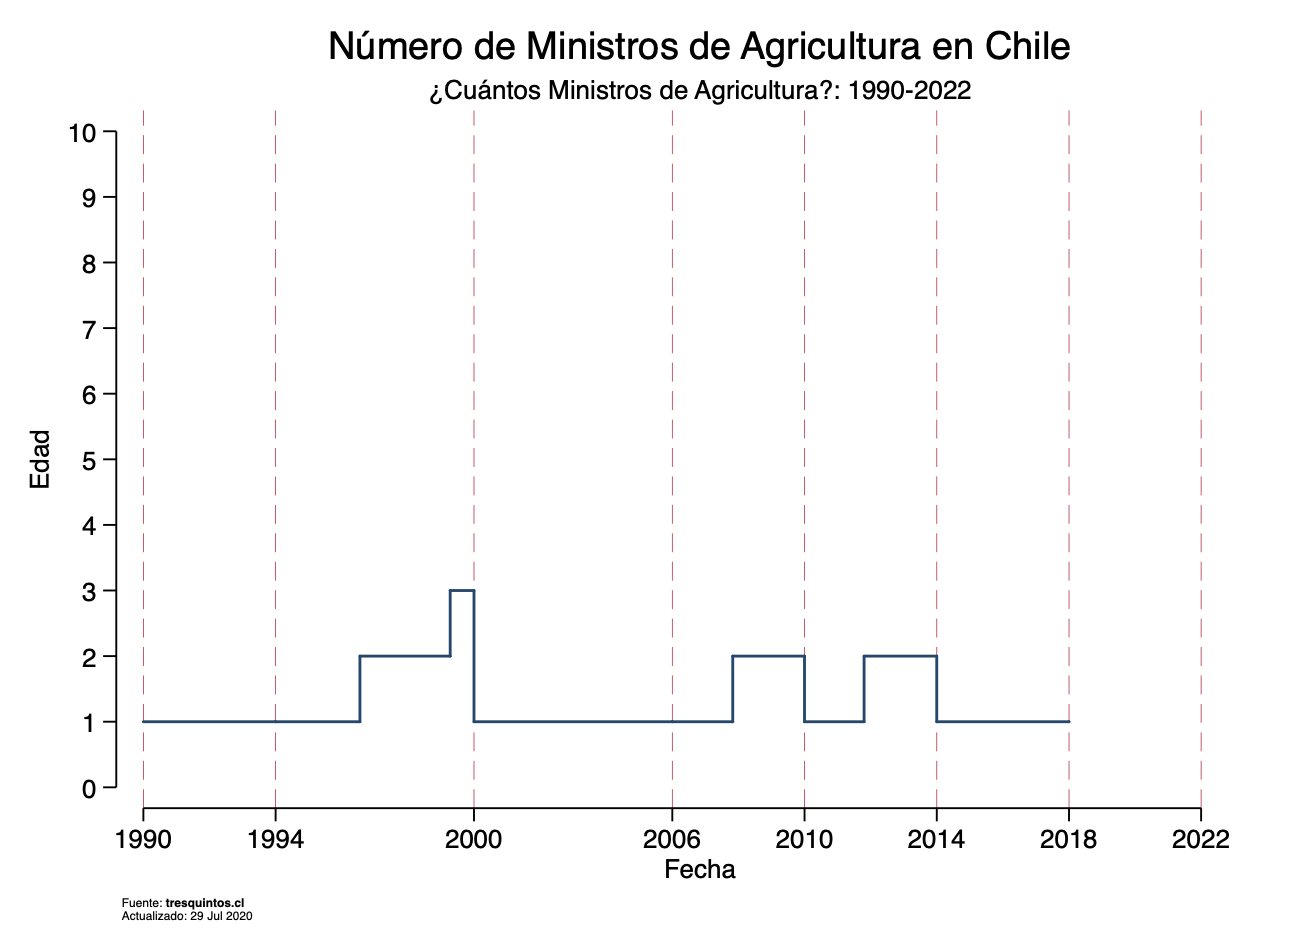 Número de Ministros de Agricultura en Chile
¿Cuántos Ministros de Agricultura?: 1990-2022
10
9
8
7
6
5
4
3
2
1
0
Edad
1990 1994 2000 2006 2010 2014 2018 2022
Fecha
Fuente: tresquintos.cl
Actualizado: 29 Jul 2020